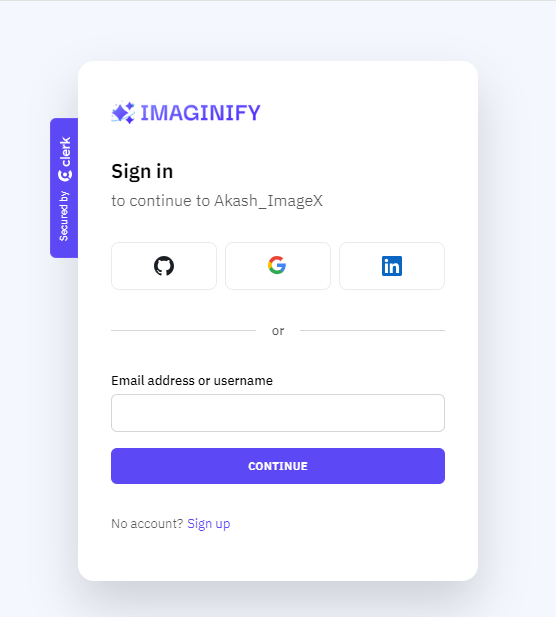 IMAGINIFY
Secured by clerk
Sign in
to continue to Akash_ImageX
in
or
Email address or username
CONTINUE
No account? Sign up